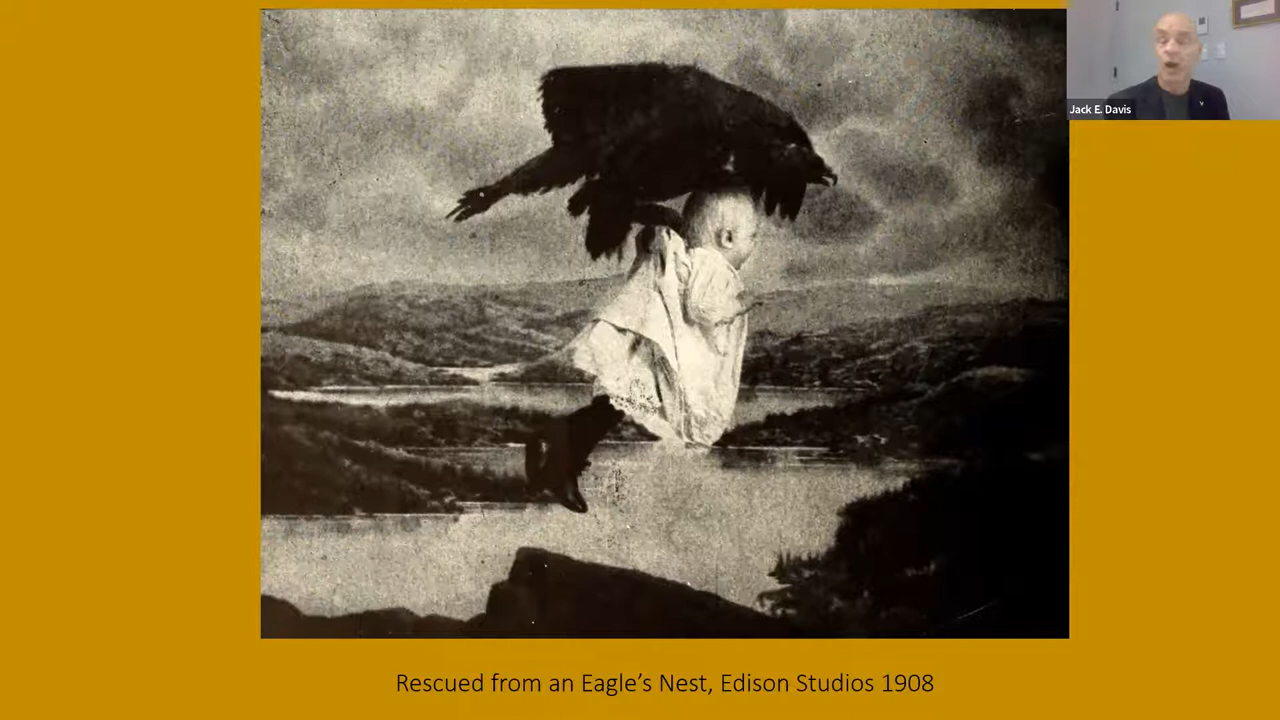 Jack E. Davis
Rescued from an Eagle's Nest, Edison Studios 1908